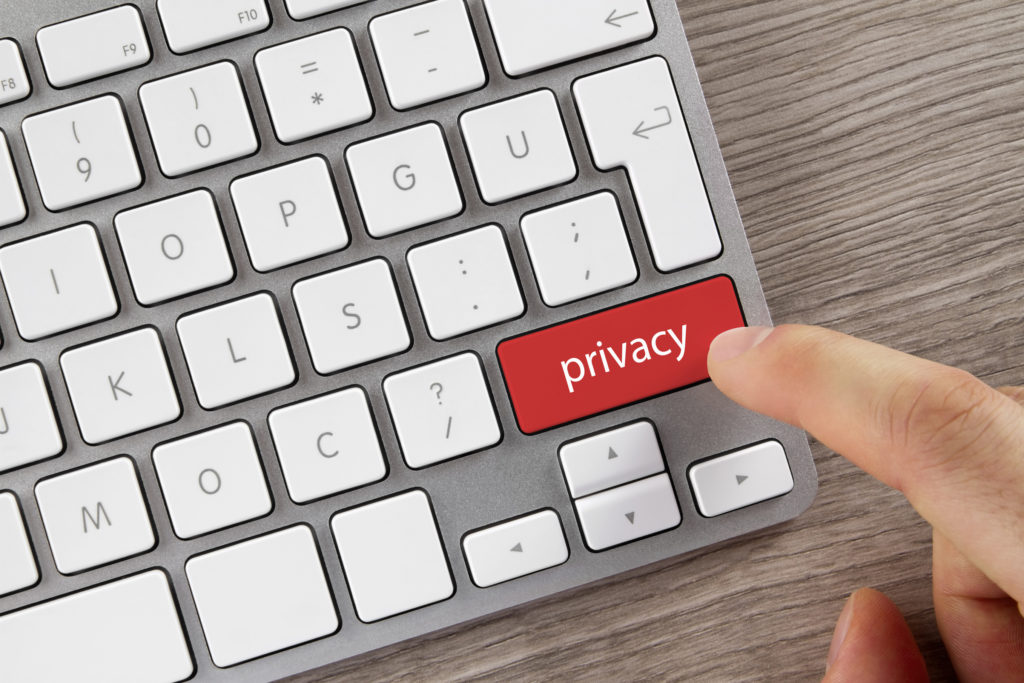 F8 F9 F10
( 9 ) 0 = * _ -
I O P G U
J K L S : . ; ,
M O C ? /
privacy